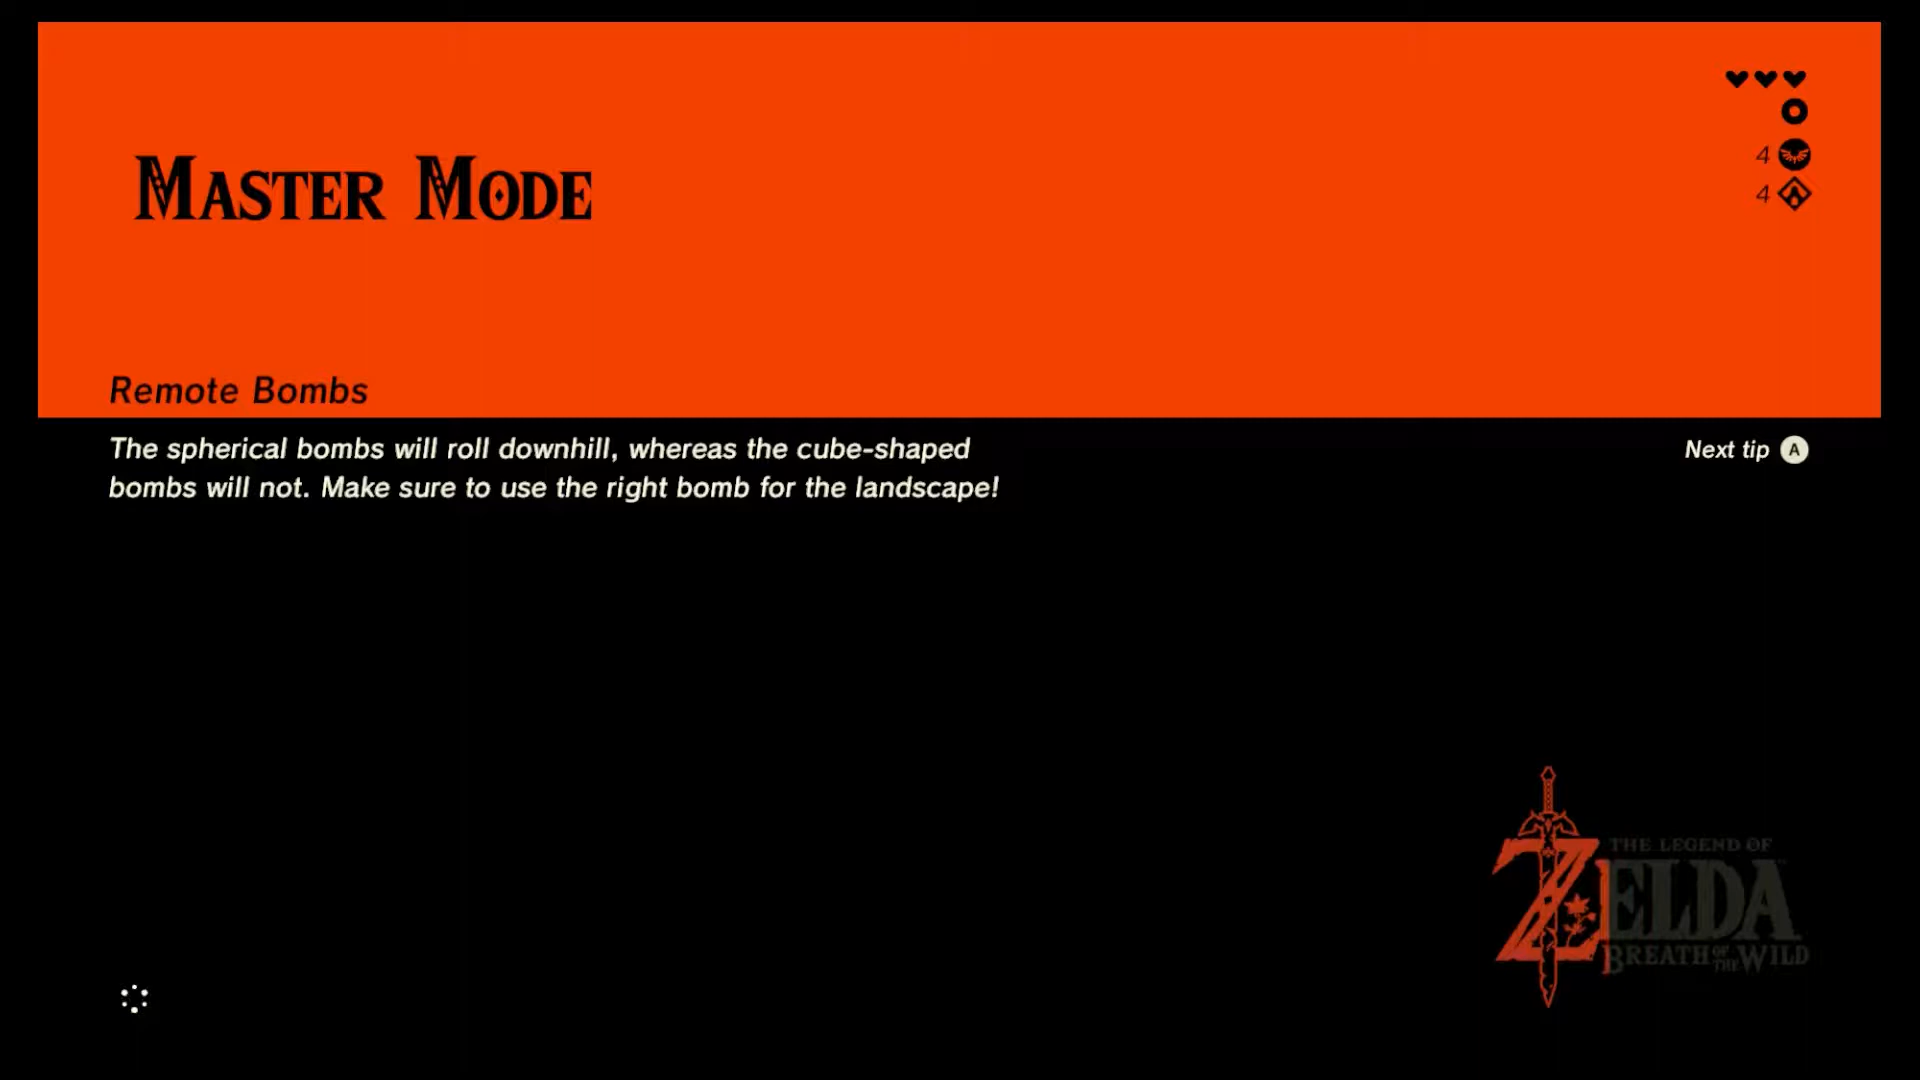 MASTER MODE
4
4
Remote Bombs
The spherical bombs will roll downhill, whereas the cube-shaped
bombs will not. Make sure to use the right bomb for the landscape!
Next tip A
THE LEGEND OF
ZELDA™
BREATH OF THE WILD